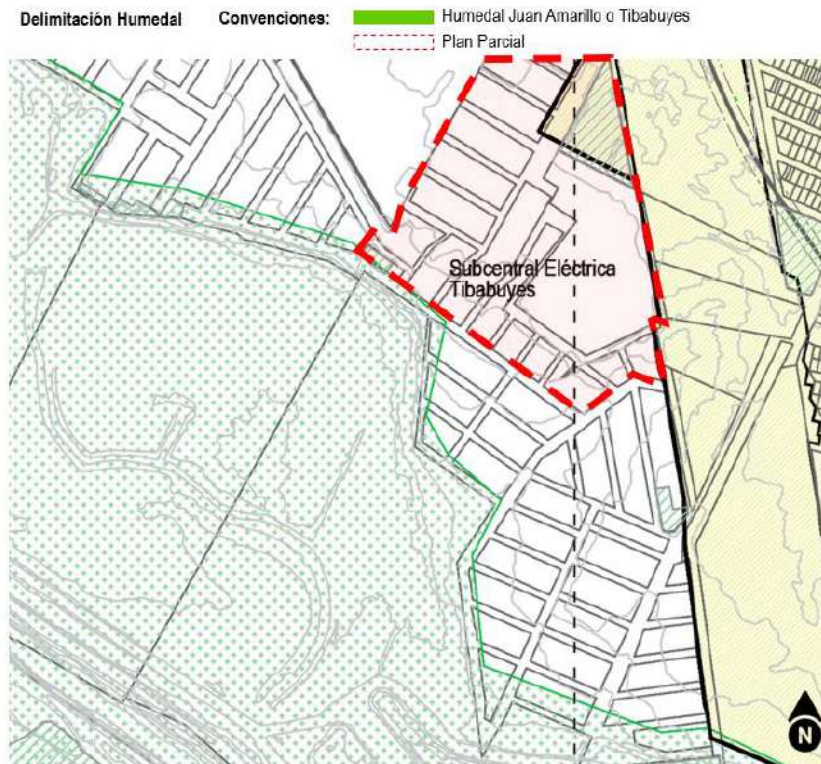 Delimitación Humedal
Convenciones:
Humedal Juan Amarillo o Tibabuyes
Plan Parcial
Subcentral Eléctrica
Tibabuyes
N